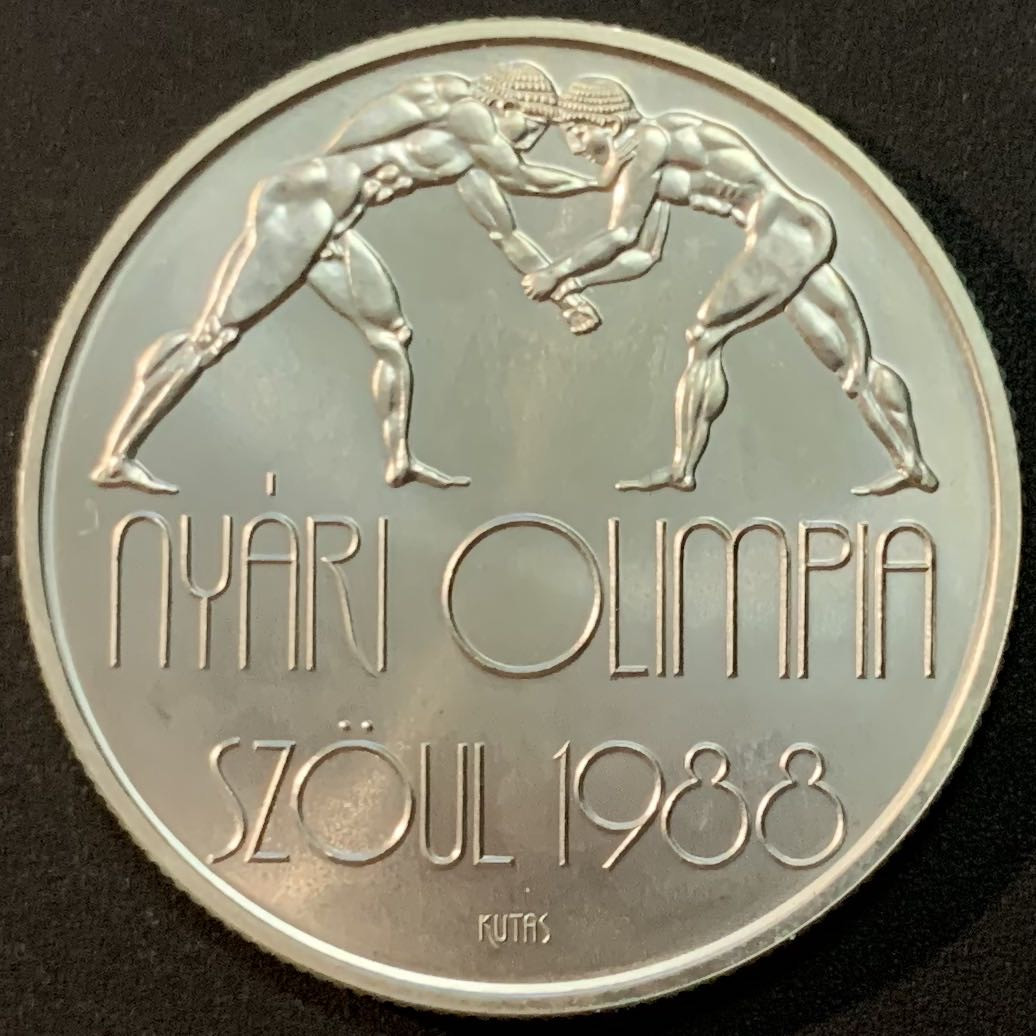 NYÁRI OLIMPIA
SZÖUL 1988
KUTAS